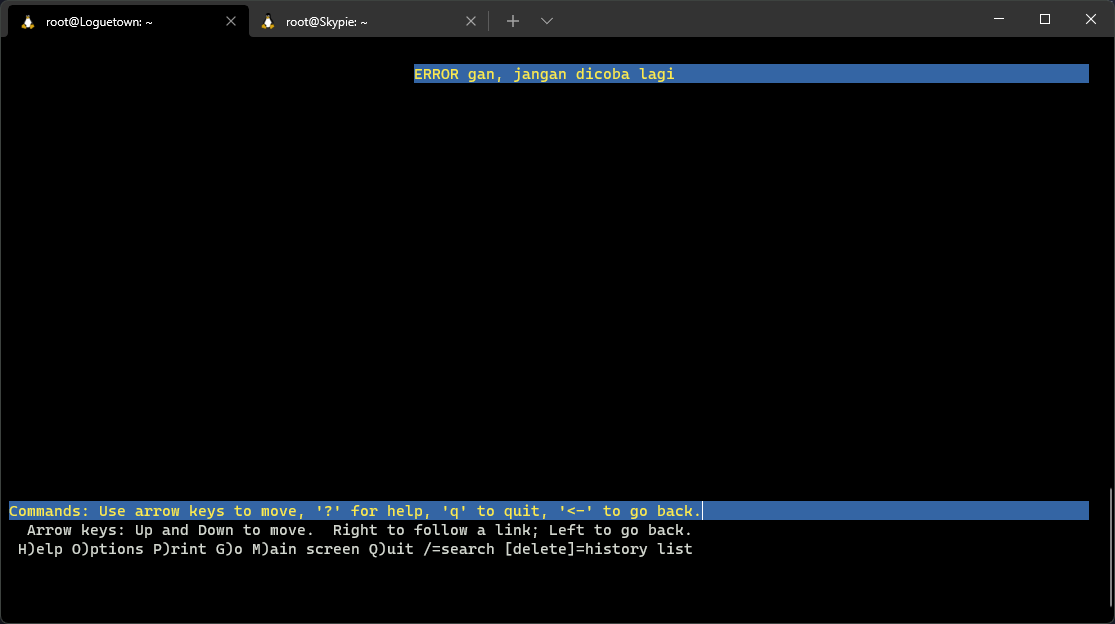 root@Loguetown: ~
root@Skypie: ~
ERROR gan, jangan dicoba lagi
Commands: Use arrow keys to move, '?' for help, 'q' to quit, '<-' to go back.
Arrow keys: Up and Down to move.  Right to follow a link; Left to go back.
H)elp O)ptions P)rint G)o M)ain screen Q)uit /=search [delete]=history list